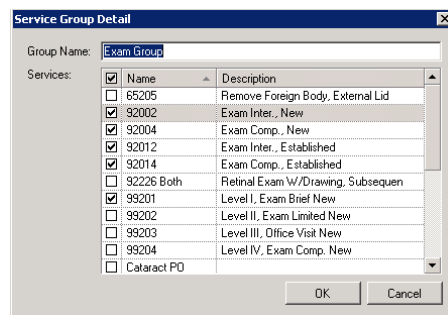 Service Group Detail
Group Name: Exam Group
Services:
Name Description
65205 Remove Foreign Body, External Lid
92002 Exam Inter., New
92004 Exam Comp., New
92012 Exam Inter., Established
92014 Exam Comp., Established
92226 Both Retinal Exam W/Drawing, Subsequen
99201 Level I, Exam Brief New
99202 Level II, Exam Limited New
99203 Level III, Office Visit New
99204 Level IV, Exam Comp. New
Cataract PO
OK Cancel